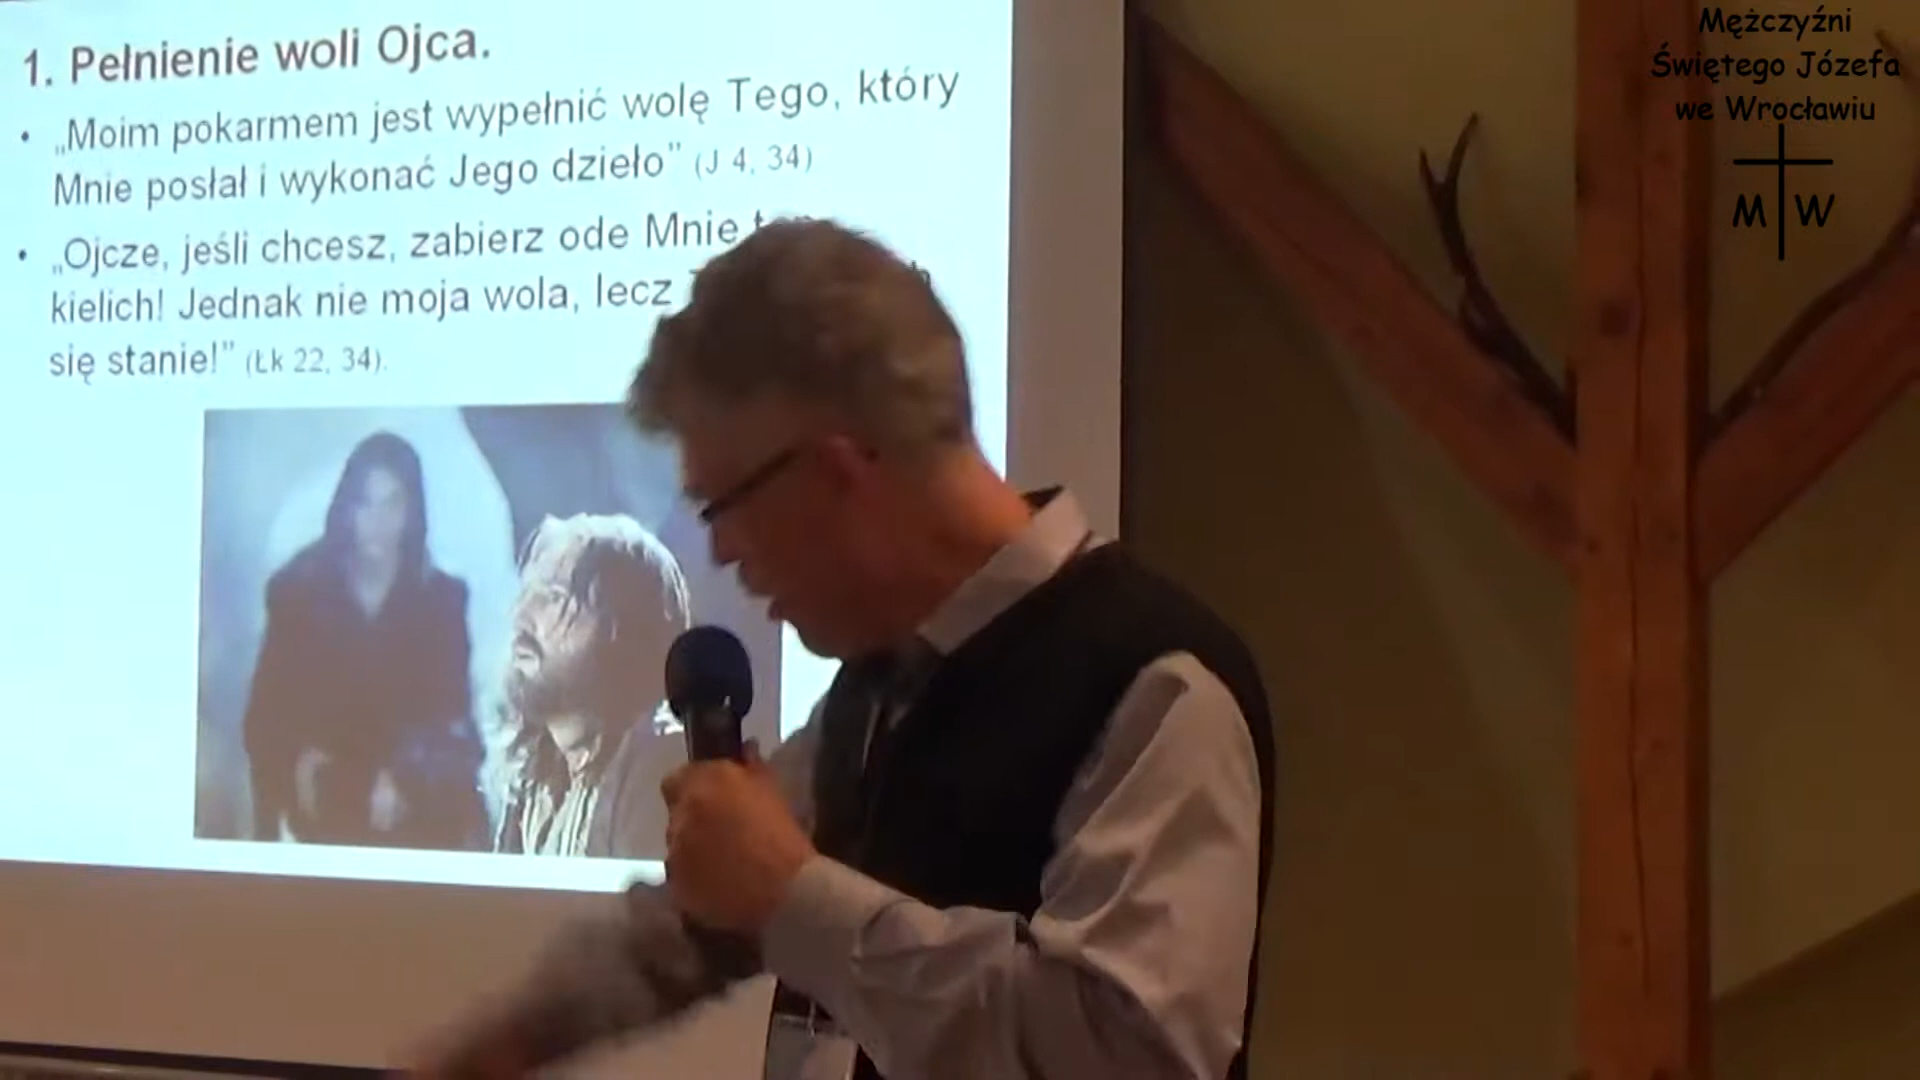 1. Pełnienie woli Ojca.
• „Moim pokarmem jest wypełnić wolę Tego, który
Mnie posłał i wykonać Jego dzieło” (J 4, 34)
• „Ojcze, jeśli chcesz, zabierz ode Mnie
kielich! Jednak nie moja wola, lecz
się stanie!” (Łk 22, 34).
Mężczyźni
Świętego Józefa
we Wrocławiu
M W